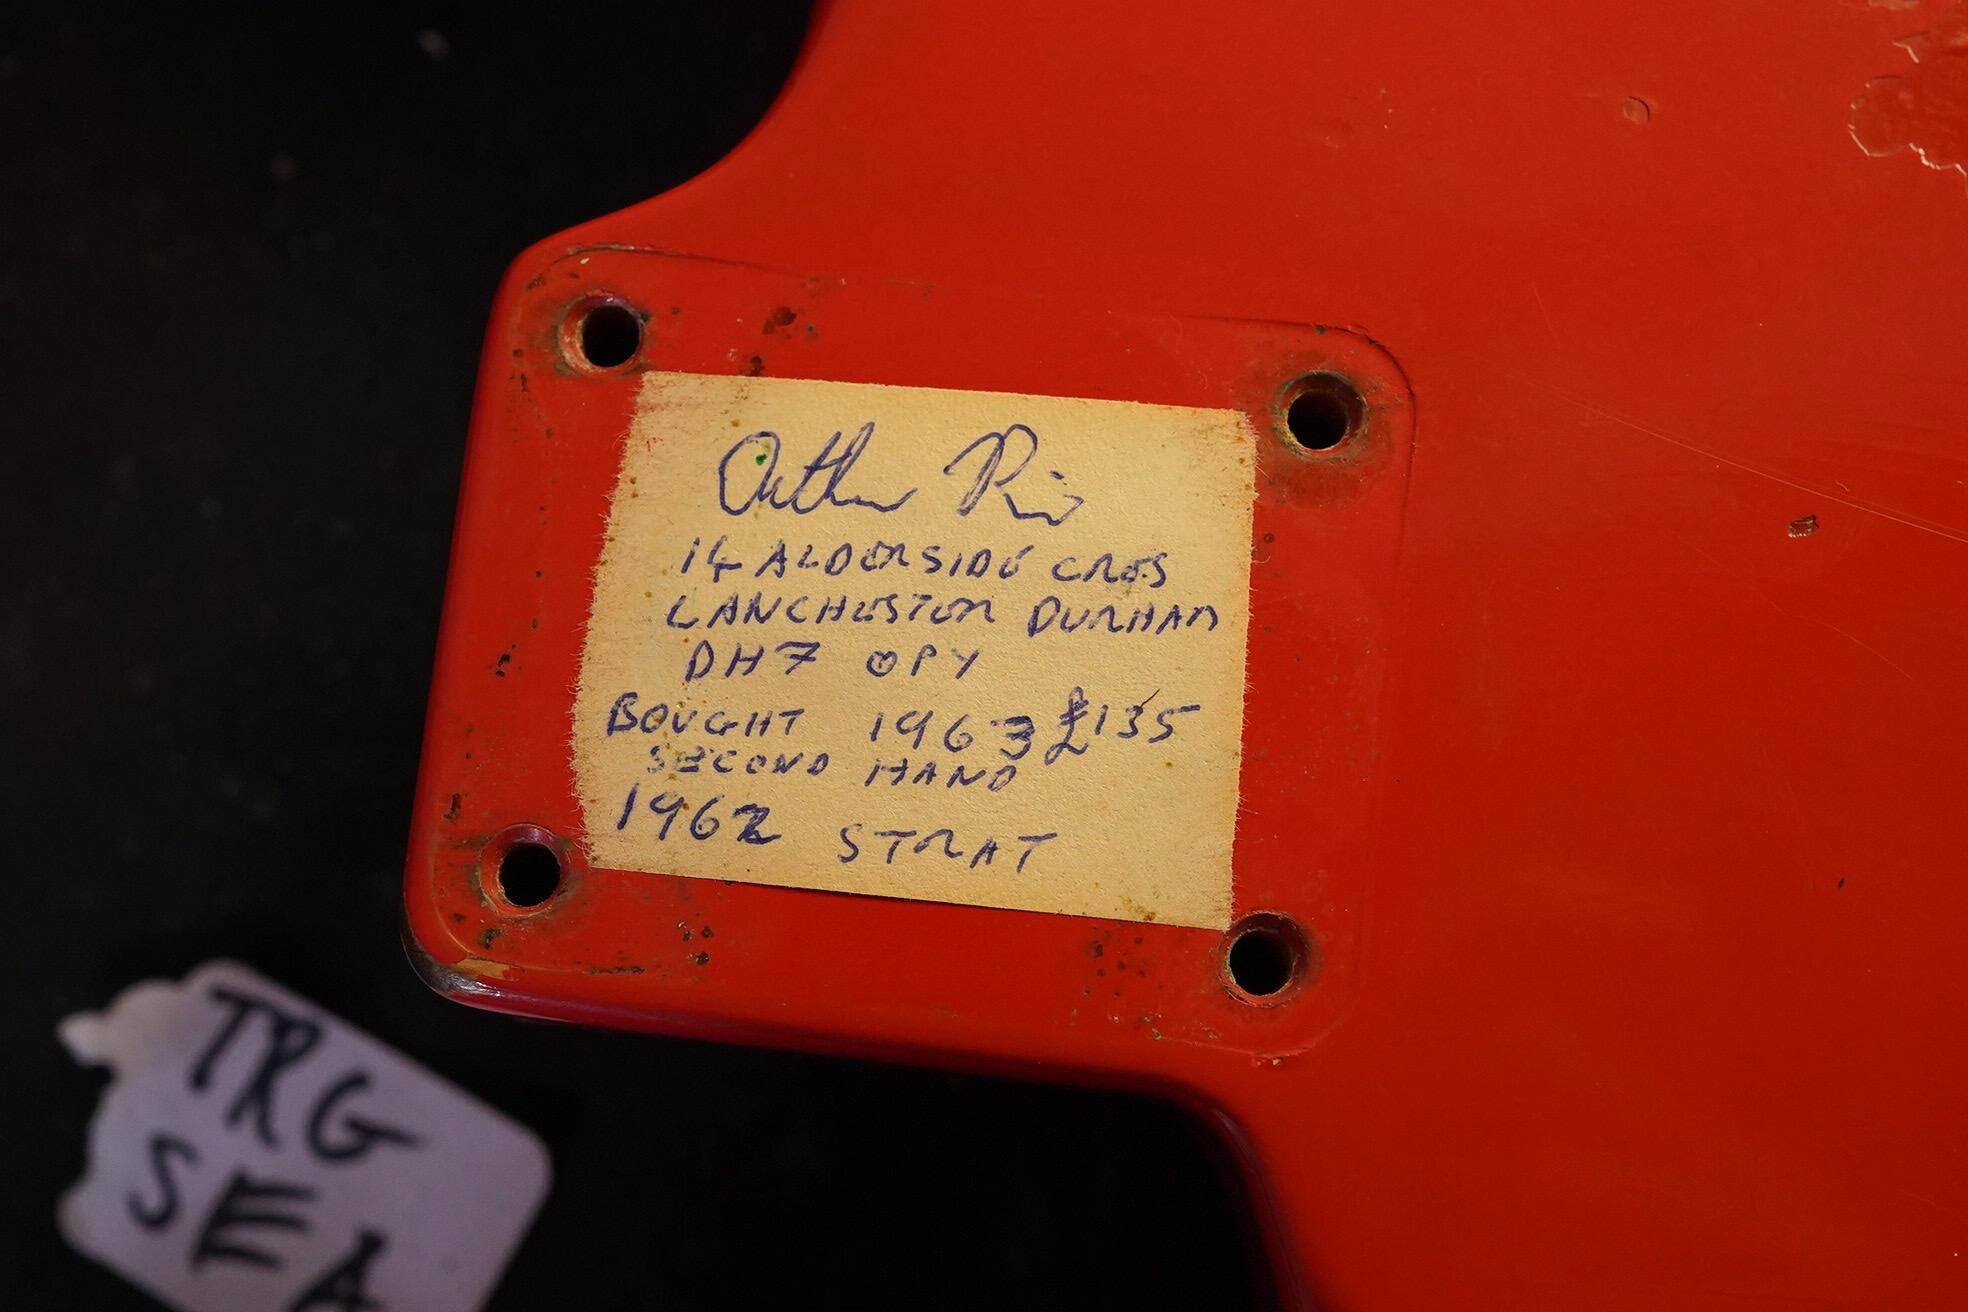 14 ALDERSIDE CRES
LANCHESTER DURHAM
DH7 0PY
BOUGHT 1963 £135
SECOND HAND
1962 STRAT
TRG
SEA